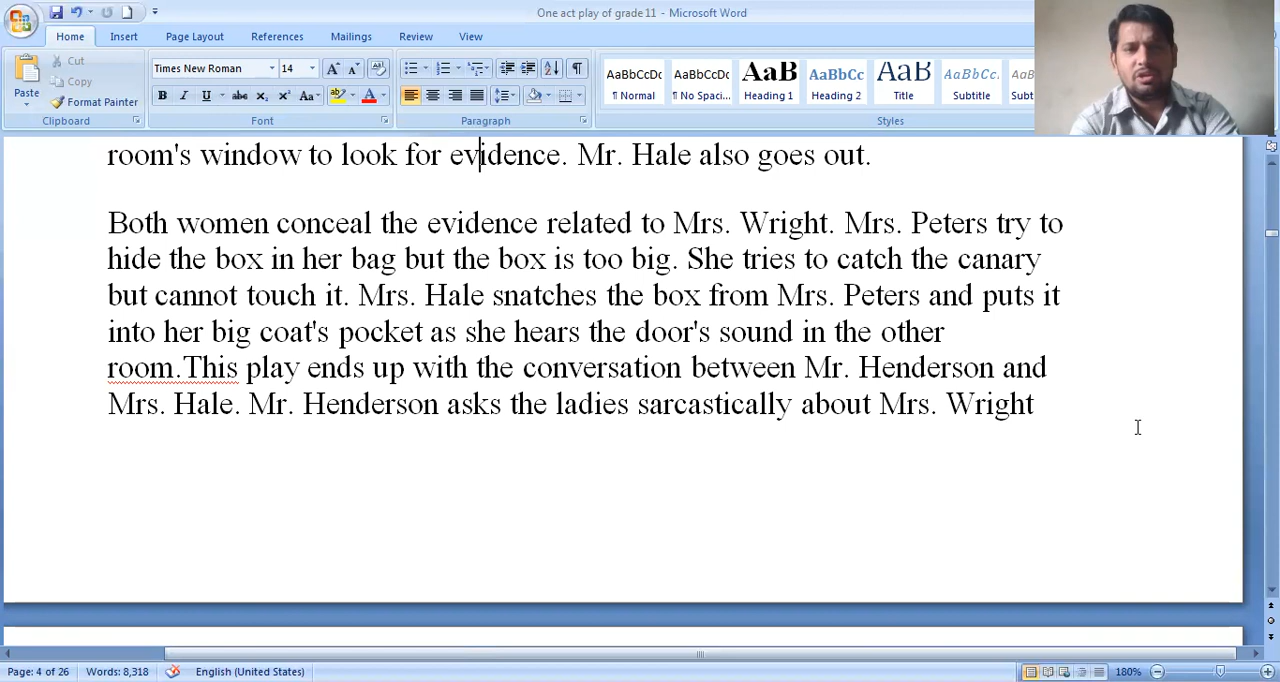 One act play of grade11 - Microsoft Word
Home Insert Page Layout References Mailings Review View
Paste
Cut
Copy
Format Painter
Clipboard
Times New Roman 14
Font
Paragraph
AaBbCcDc AaBbCcDc AaB AaBbCc AaB AaBbCc. AaB
¶ Normal ¶ No Spaci... Heading 1 Heading 2 Title Subtitle Subt
Styles
room's window to look for evidence. Mr. Hale also goes out.
Both women conceal the evidence related to Mrs. Wright. Mrs. Peters try to
hide the box in her bag but the box is too big. She tries to catch the canary
but cannot touch it. Mrs. Hale snatches the box from Mrs. Peters and puts it
into her big coat's pocket as she hears the door's sound in the other
room.This play ends up with the conversation between Mr. Henderson and
Mrs. Hale. Mr. Henderson asks the ladies sarcastically about Mrs. Wright
Page: 4 of 26 Words: 8,318 English (United States) 180%